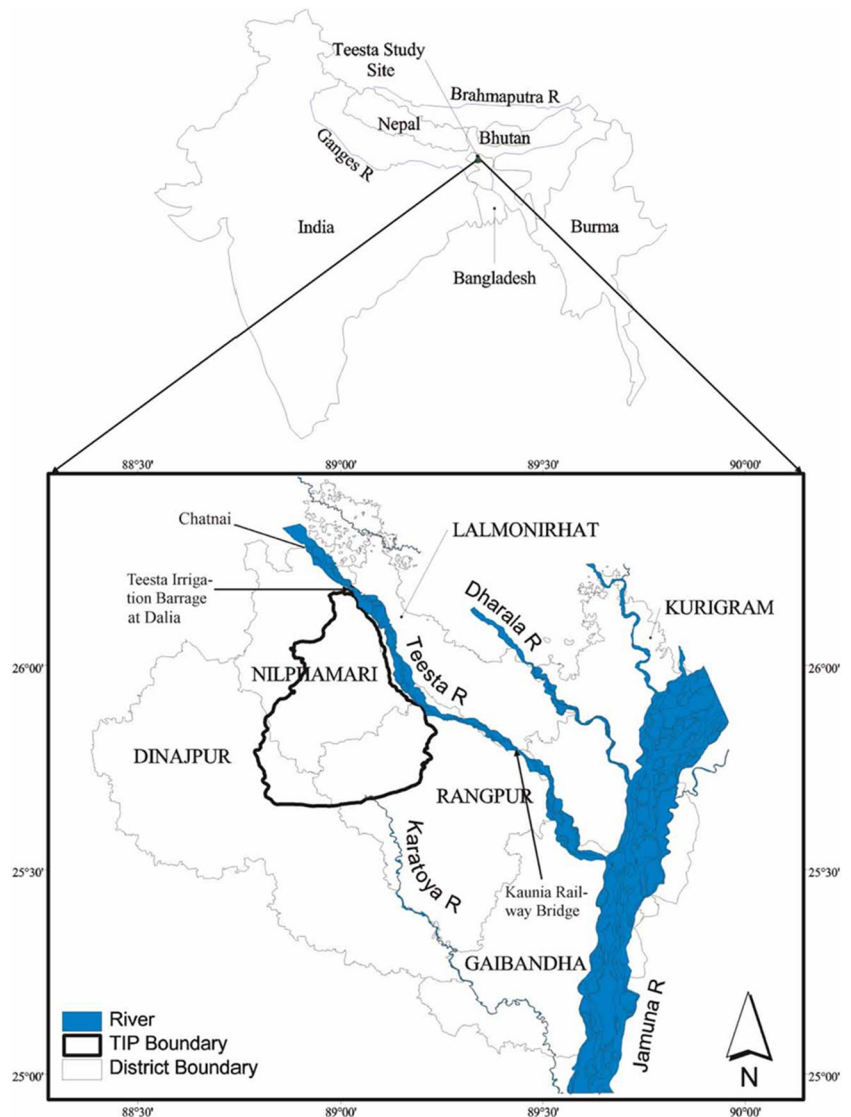 Teesta Study
Site
Brahmaputra R
Nepal
Bhutan
Ganges R
India
Burma
Bangladesh
88°30'
89°00'
89°30'
90°00'
Chatnai
LALMONIRHAT
Teesta Irriga-
tion Barrage
at Dalia
Dharala R
KURIGRAM
26°00'
NILPHAMARI
Teesta R
26°00'
DINAJPUR
RANGPUR
Karatoya R
25°30'
Kaunia Rail-
way Bridge
25°30'
GAIBANDHA
Jamuna R
River
TIP Boundary
District Boundary
N
25°00'
25°00'
88°30'
89°00'
89°30'
90°00'